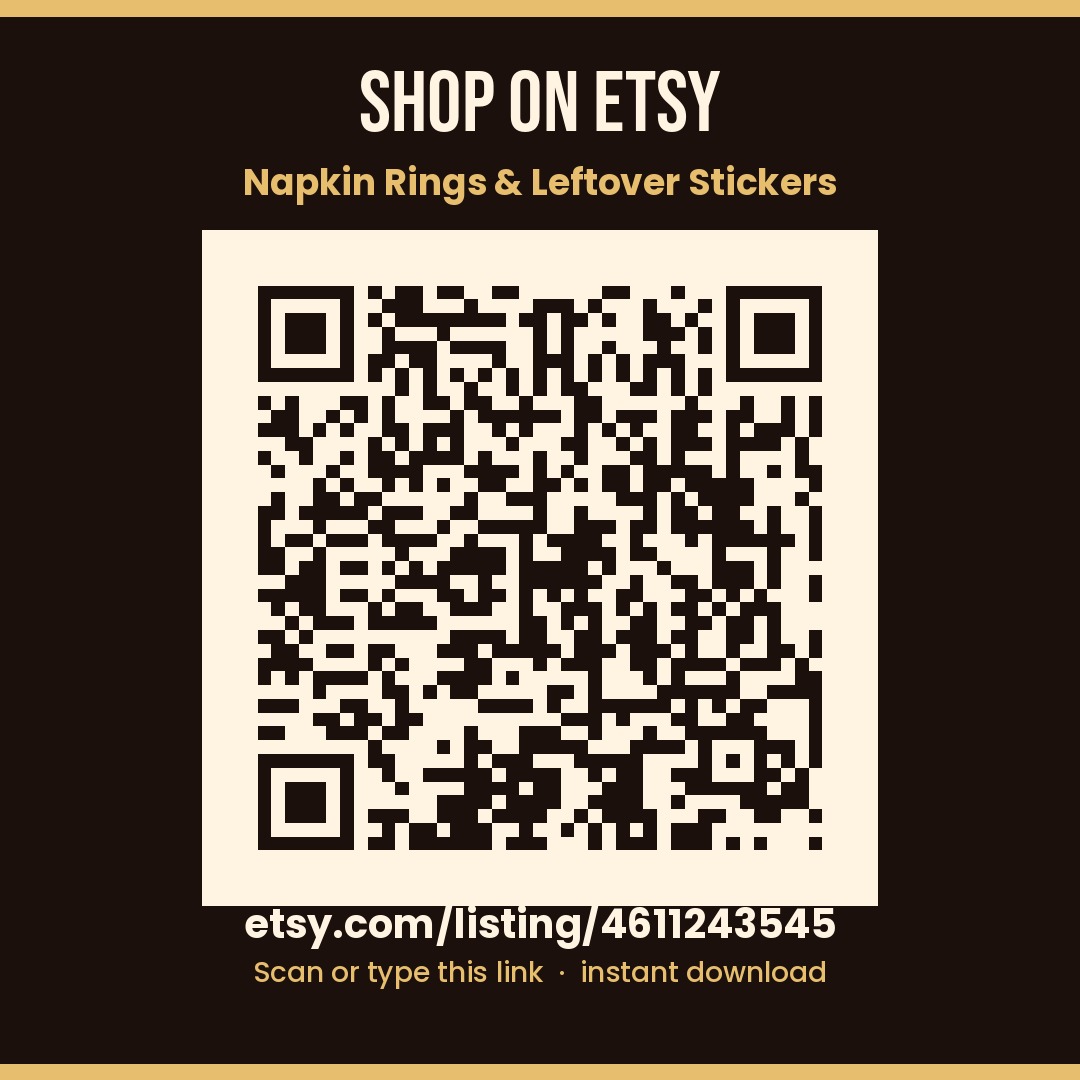 SHOP ON ETSY
Napkin Rings & Leftover Stickers
etsy.com/listing/4611243545
Scan or type this link · instant download